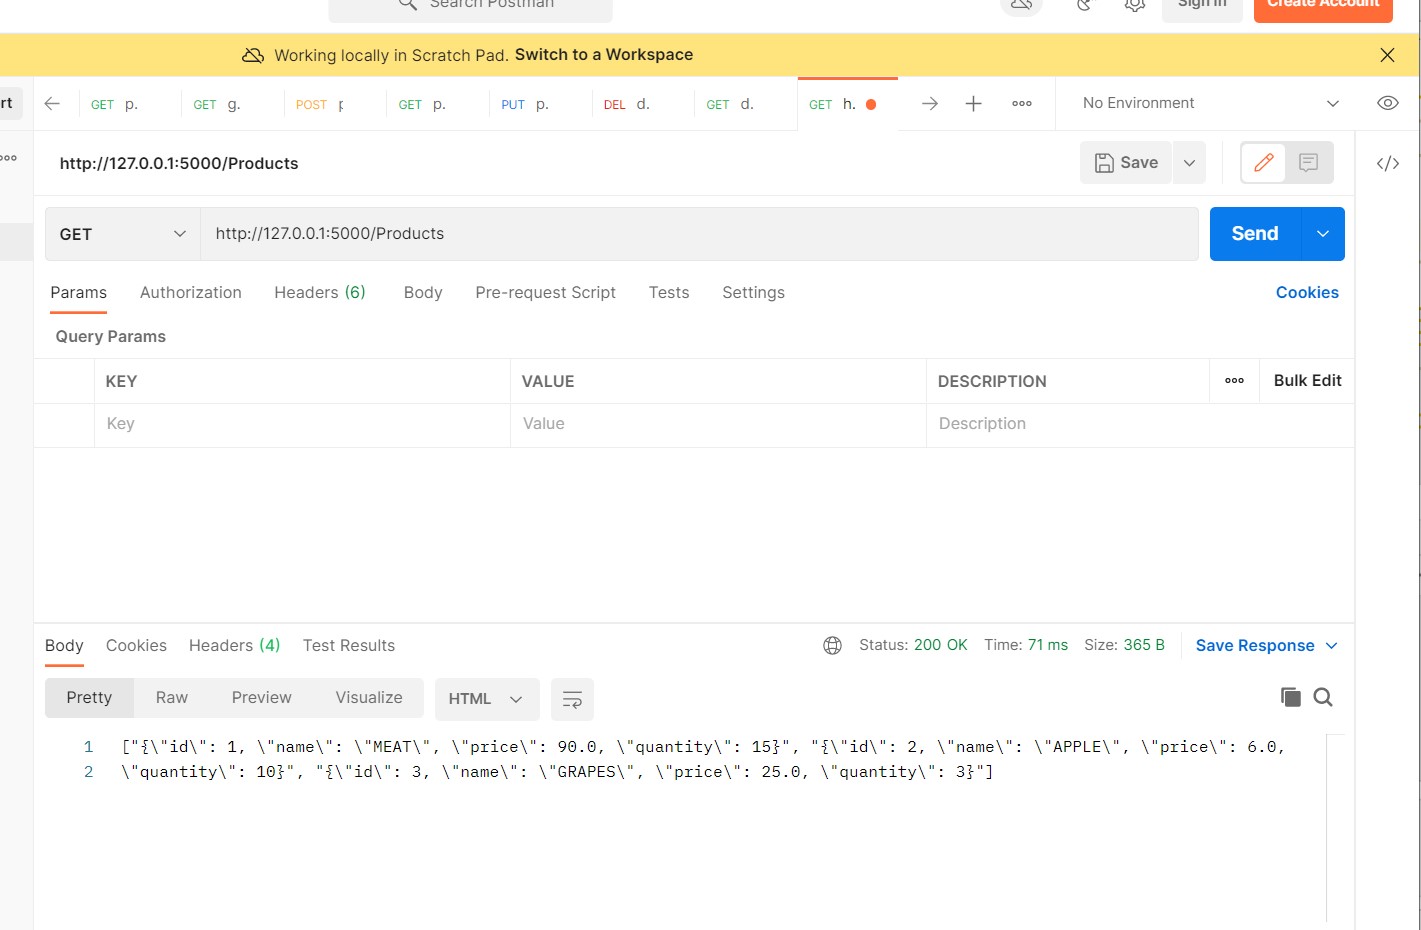 Search Postman
Sign In
Create Account
Working locally in Scratch Pad. Switch to a Workspace
rt
GET p.
GET g.
POST
GET p.
PUT p.
DEL d.
GET d.
GET h.
No Environment
http://127.0.0.1:5000/Products
Save
GET
http://127.0.0.1:5000/Products
Send
Params Authorization Headers (6) Body Pre-request Script Tests Settings Cookies
Query Params
KEY VALUE DESCRIPTION Bulk Edit
Key Value Description
Body Cookies Headers (4) Test Results Status: 200 OK Time: 71 ms Size: 365 B Save Response
Pretty Raw Preview Visualize HTML
1 ["{\"id\": 1, \"name\": \"MEAT\", \"price\": 90.0, \"quantity\": 15}", "{\"id\": 2, \"name\": \"APPLE\", \"price\": 6.0,
2 \"quantity\": 10}", "{\"id\": 3, \"name\": \"GRAPES\", \"price\": 25.0, \"quantity\": 3}"]